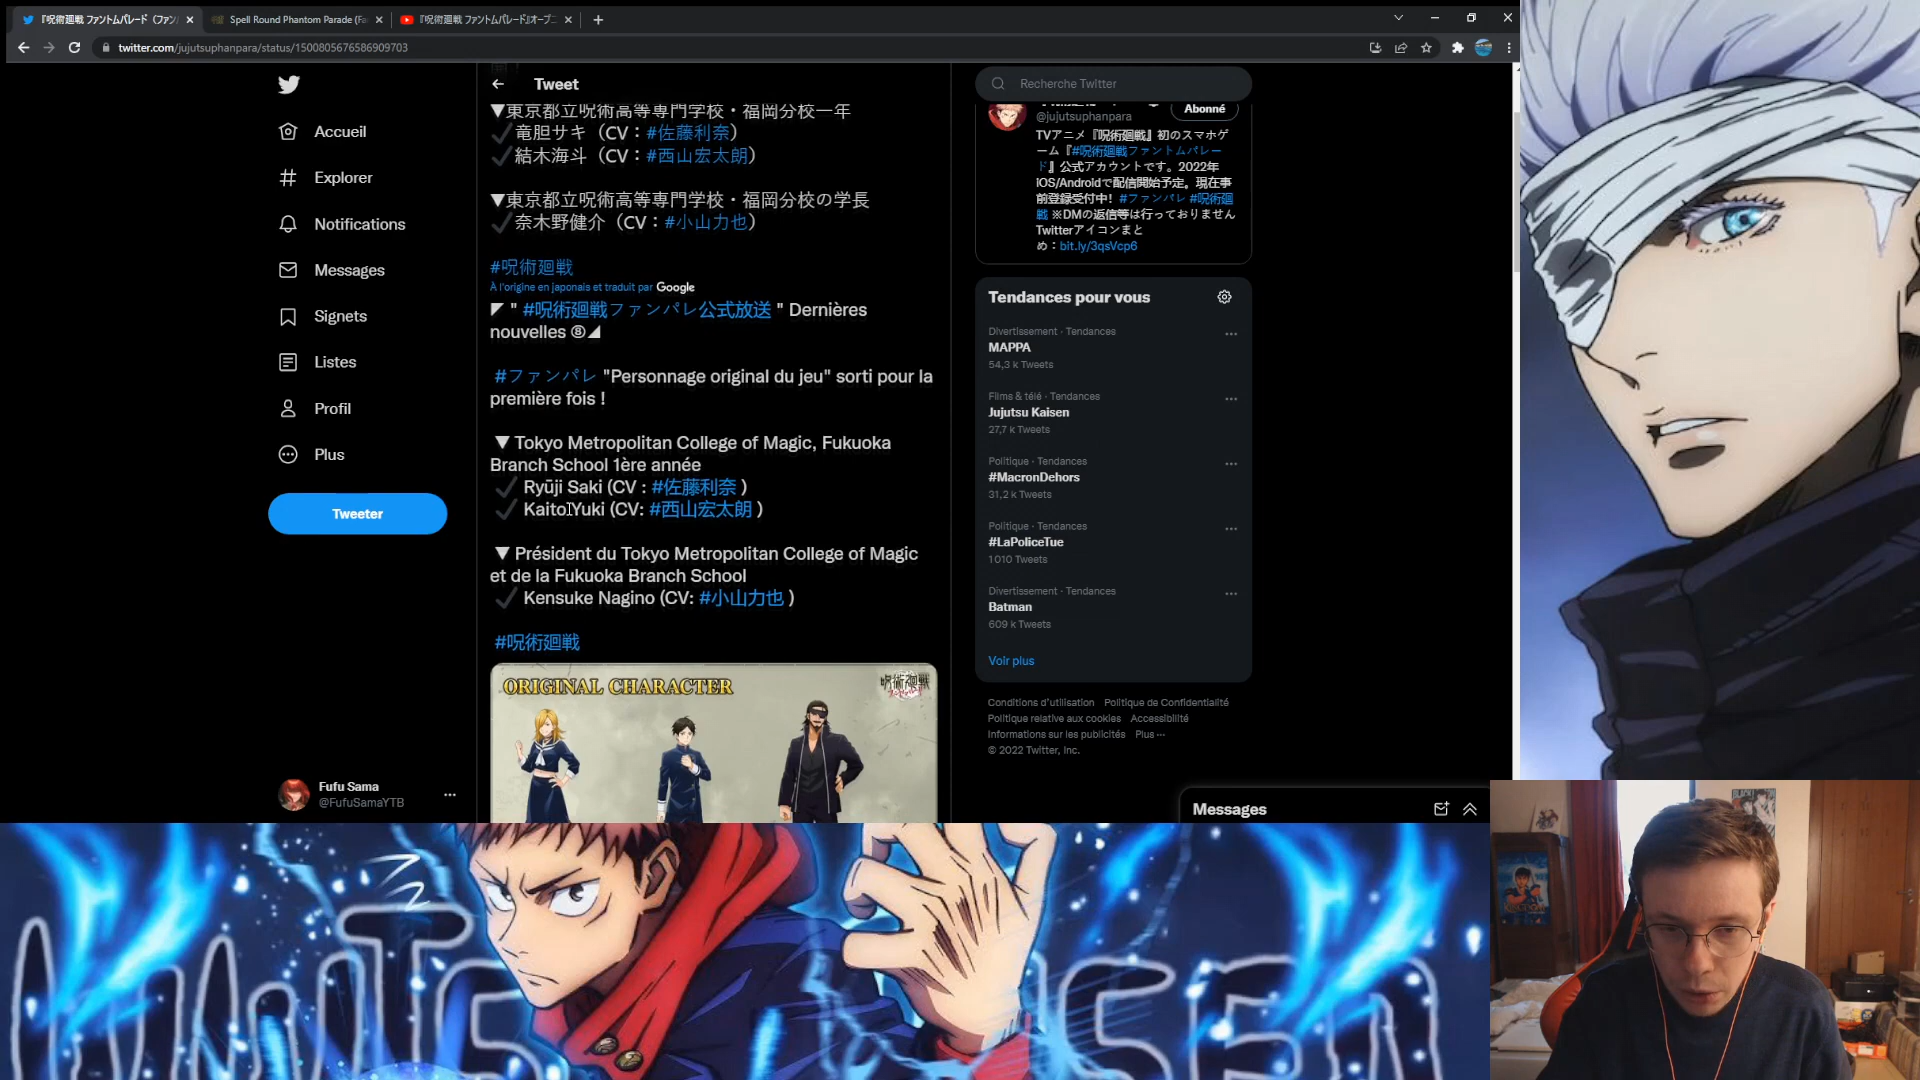 『呪術廻戦 ファントムパレード（ファン
Spell Round Phantom Parade (Fa
『呪術廻戦 ファントムパレード』オープニ
twitter.com/jujutsuphanpara/status/1500805676586909703
Accueil
Explorer
Notifications
Messages
Signets
Listes
Profil
Plus
Tweeter
Fufu Sama
@FufuSamaYTB
Tweet
▼東京都立呪術高等専門学校・福岡分校一年
✓竜胆サキ（CV：#佐藤利奈）
✓結木海斗（CV：#西山宏太朗）
▼東京都立呪術高等専門学校・福岡分校の学長
✓奈木野健介（CV：#小山力也）
#呪術廻戦
À l'origine en japonais et traduit par Google
◤ " #呪術廻戦ファンパレ公式放送 " Dernières
nouvelles ⑧◢
#ファンパレ "Personnage original du jeu" sorti pour la
première fois !
▼ Tokyo Metropolitan College of Magic, Fukuoka
Branch School 1ère année
✓ Ryūji Saki (CV : #佐藤利奈 )
✓ Kaito Yuki (CV: #西山宏太朗 )
▼ Président du Tokyo Metropolitan College of Magic
et de la Fukuoka Branch School
✓ Kensuke Nagino (CV: #小山力也 )
#呪術廻戦
ORIGINAL CHARACTER
呪術廻戦
Recherche Twitter
Abonné
@jujutsuphanpara
TVアニメ『呪術廻戦』初のスマホゲ
ーム『#呪術廻戦ファントムパレー
ド』公式アカウントです。2022年
iOS/Androidで配信開始予定。現在事
前登録受付中！ #ファンパレ #呪術廻
戦 ※DMの返信等は行っておりません
Twitterアイコンまと
め：bit.ly/3qsVcp6
Tendances pour vous
Divertissement · Tendances
MAPPA
54,3 k Tweets
Films & télé · Tendances
Jujutsu Kaisen
27,7 k Tweets
Politique · Tendances
#MacronDehors
31,2 k Tweets
Politique · Tendances
#LaPoliceTue
1 010 Tweets
Divertissement · Tendances
Batman
609 k Tweets
Voir plus
Conditions d'utilisation Politique de Confidentialité
Politique relative aux cookies Accessibilité
Informations sur les publicités Plus ···
© 2022 Twitter, Inc.
Messages